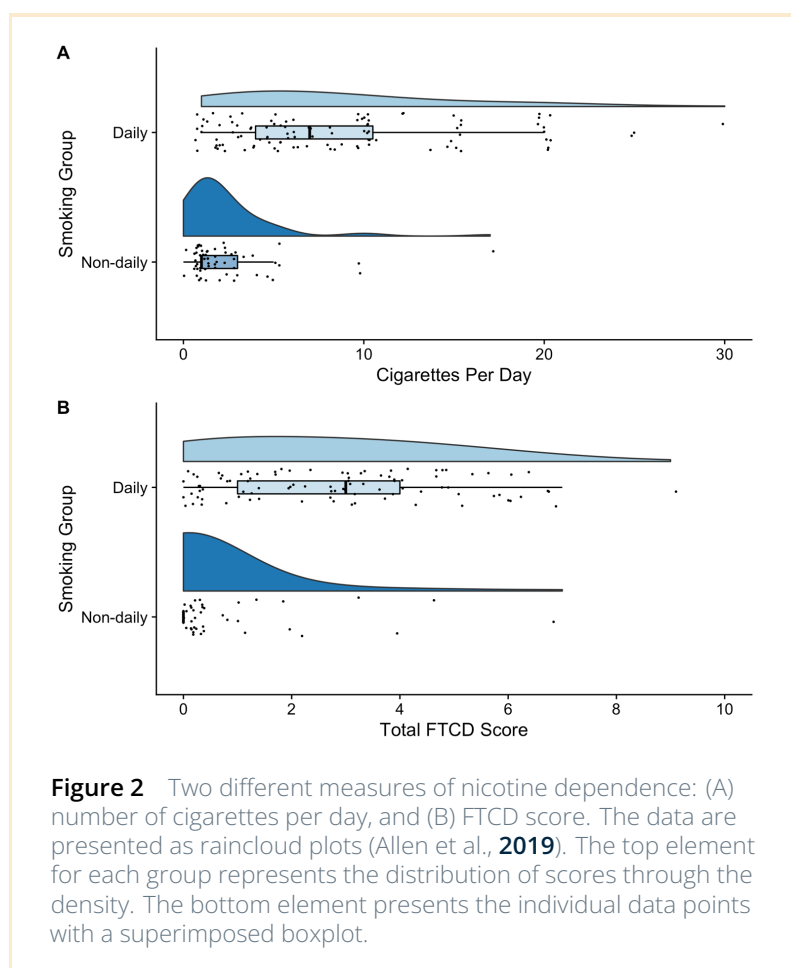 A
Smoking Group
Daily
Non-daily
0 10 20 30
Cigarettes Per Day
B
Smoking Group
Daily
Non-daily
0 2 4 6 8 10
Total FTCD Score
Figure 2 Two different measures of nicotine dependence: (A)
number of cigarettes per day, and (B) FTCD score. The data are
presented as raincloud plots (Allen et al., 2019). The top element
for each group represents the distribution of scores through the
density. The bottom element presents the individual data points
with a superimposed boxplot.